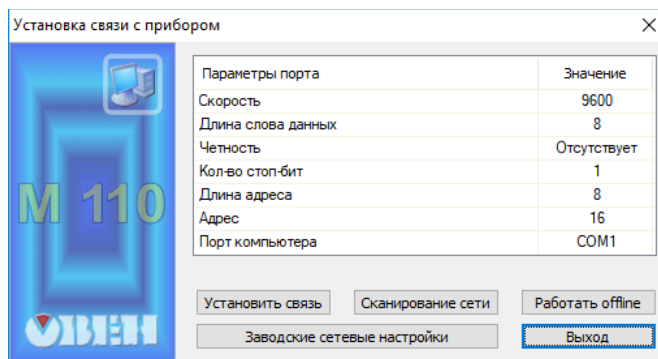 Установка связи с прибором
М 110
ОВЕН
Параметры порта Значение
Скорость 9600
Длина слова данных 8
Четность Отсутствует
Кол-во стоп-бит 1
Длина адреса 8
Адрес 16
Порт компьютера COM1
Установить связь Сканирование сети Работать offline
Заводские сетевые настройки Выход